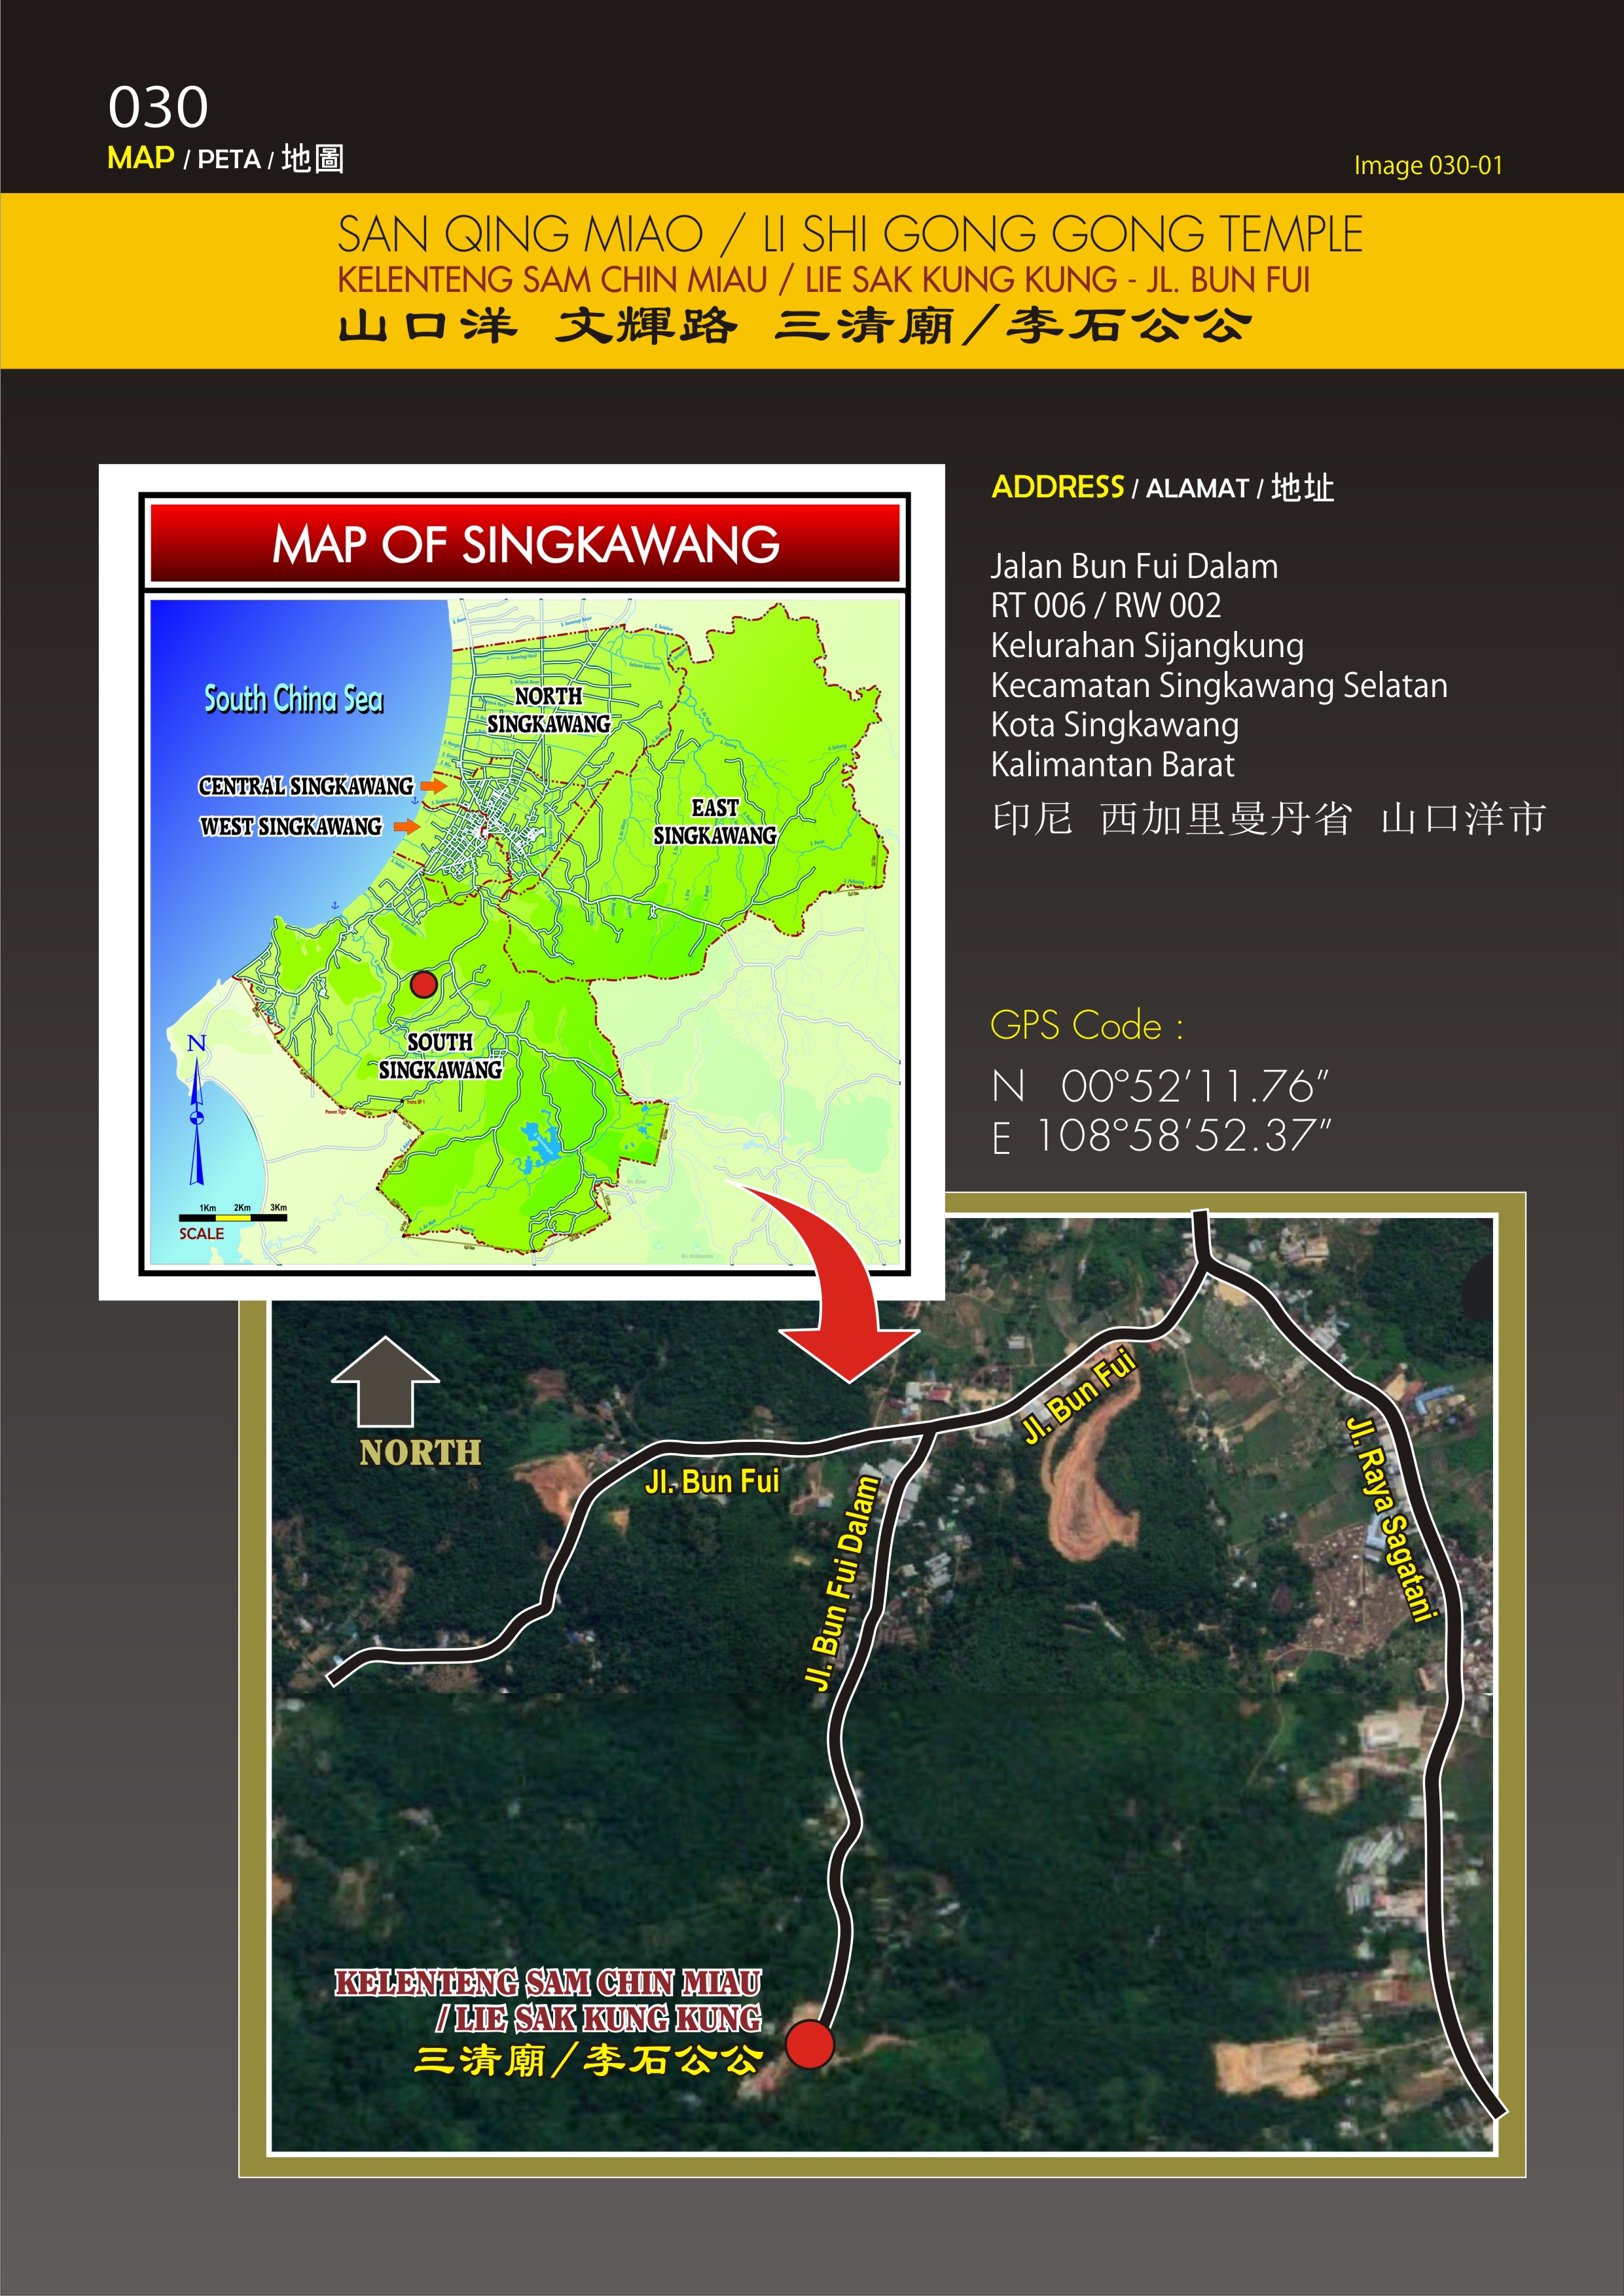 030
MAP / PETA / 地圖
Image 030-01
SAN QING MIAO / LI SHI GONG GONG TEMPLE
KELENTENG SAM CHIN MIAU / LIE SAK KUNG KUNG - JL. BUN FUI
山口洋 文輝路 三清廟/李石公公
MAP OF SINGKAWANG
South China Sea
NORTH
SINGKAWANG
CENTRAL SINGKAWANG
WEST SINGKAWANG
EAST
SINGKAWANG
SOUTH
SINGKAWANG
N
1Km 2Km 3Km
SCALE
ADDRESS / ALAMAT / 地址
Jalan Bun Fui Dalam
RT 006 / RW 002
Kelurahan Sijangkung
Kecamatan Singkawang Selatan
Kota Singkawang
Kalimantan Barat
印尼 西加里曼丹省 山口洋市
GPS Code :
N 00°52’11.76”
E 108°58’52.37”
NORTH
Jl. Bun Fui
Jl. Bun Fui
Jl. Bun Fui Dalam
Jl. Raya Sagatani
KELENTENG SAM CHIN MIAU
/ LIE SAK KUNG KUNG
三清廟/李石公公